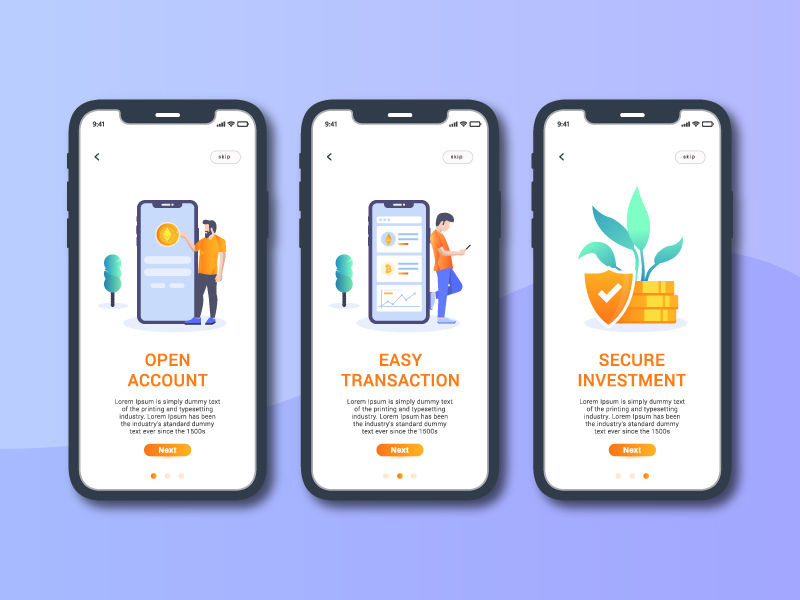 9:41
skip
OPEN
ACCOUNT
Lorem Ipsum is simply dummy text
of the printing and typesetting
industry. Lorem Ipsum has been
the industry's standard dummy
text ever since the 1500s
Next
9:41
skip
EASY
TRANSACTION
Lorem Ipsum is simply dummy text
of the printing and typesetting
industry. Lorem Ipsum has been
the industry's standard dummy
text ever since the 1500s
Next
9:41
skip
SECURE
INVESTMENT
Lorem Ipsum is simply dummy text
of the printing and typesetting
industry. Lorem Ipsum has been
the industry's standard dummy
text ever since the 1500s
Next